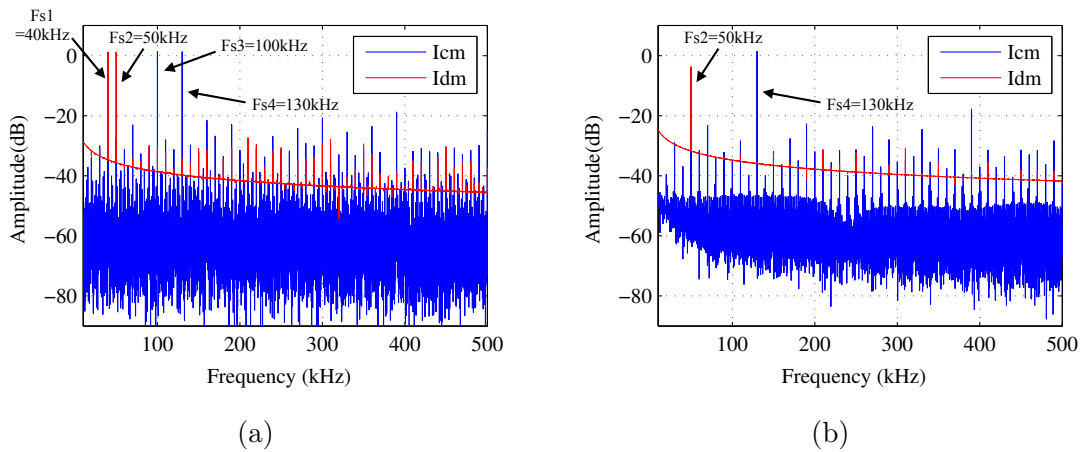 Fs1
=40kHz
Fs2=50kHz
Fs3=100kHz
Fs4=130kHz
Icm
Idm
0
−20
−40
−60
−80
Amplitude(dB)
100
200
300
400
500
Frequency (kHz)
(a)
Fs2=50kHz
Fs4=130kHz
Icm
Idm
0
−20
−40
−60
−80
Amplitude(dB)
100
200
300
400
500
Frequency (kHz)
(b)